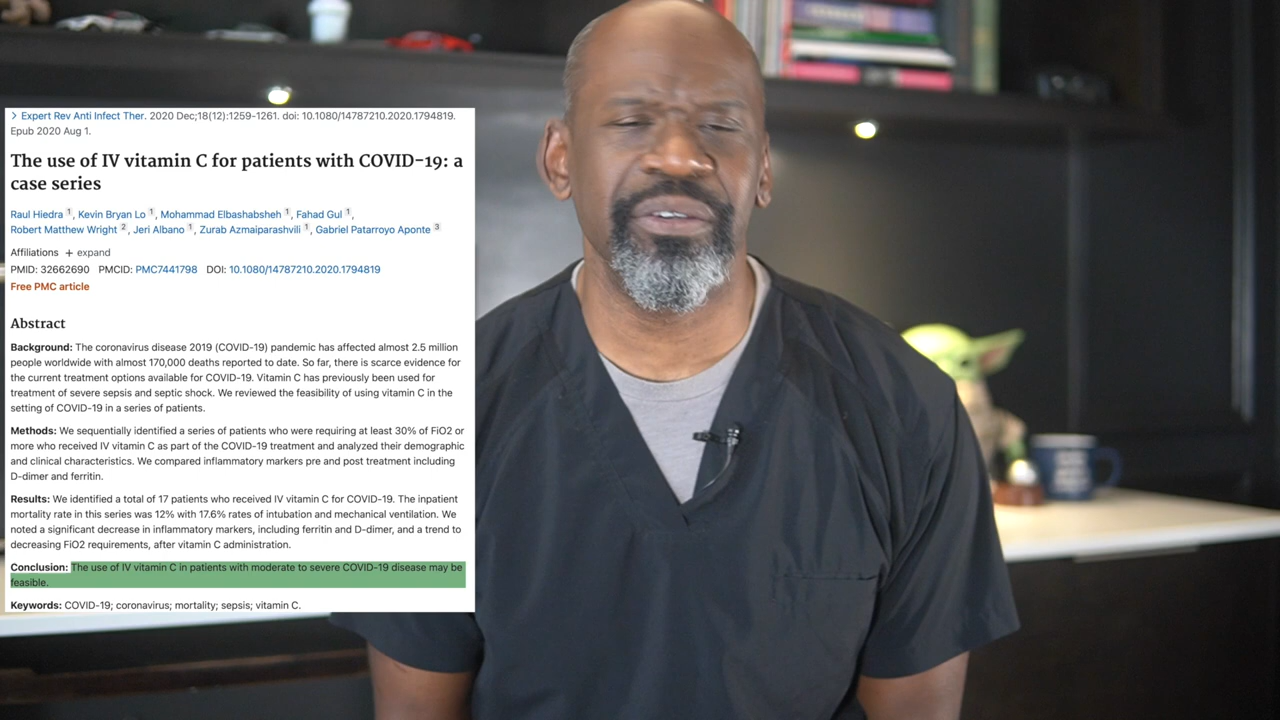 > Expert Rev Anti Infect Ther. 2020 Dec;18(12):1259-1261. doi: 10.1080/14787210.2020.1794819.
Epub 2020 Aug 1.
The use of IV vitamin C for patients with COVID-19: a
case series
Raul Hiedra 1, Kevin Bryan Lo 1, Mohammad Elbashabsheh 1, Fahad Gul 1,
Robert Matthew Wright 2, Jeri Albano 1, Zurab Azmaiparashvili 1, Gabriel Patarroyo Aponte 3
Affiliations + expand
PMID: 32662690 PMCID: PMC7441798 DOI: 10.1080/14787210.2020.1794819
Free PMC article
Abstract
Background: The coronavirus disease 2019 (COVID-19) pandemic has affected almost 2.5 million
people worldwide with almost 170,000 deaths reported to date. So far, there is scarce evidence for
the current treatment options available for COVID-19. Vitamin C has previously been used for
treatment of severe sepsis and septic shock. We reviewed the feasibility of using vitamin C in the
setting of COVID-19 in a series of patients.
Methods: We sequentially identified a series of patients who were requiring at least 30% of FiO2 or
more who received IV vitamin C as part of the COVID-19 treatment and analyzed their demographic
and clinical characteristics. We compared inflammatory markers pre and post treatment including
D-dimer and ferritin.
Results: We identified a total of 17 patients who received IV vitamin C for COVID-19. The inpatient
mortality rate in this series was 12% with 17.6% rates of intubation and mechanical ventilation. We
noted a significant decrease in inflammatory markers, including ferritin and D-dimer, and a trend to
decreasing FiO2 requirements, after vitamin C administration.
Conclusion: The use of IV vitamin C in patients with moderate to severe COVID-19 disease may be
feasible.
Keywords: COVID-19; coronavirus; mortality; sepsis; vitamin C.